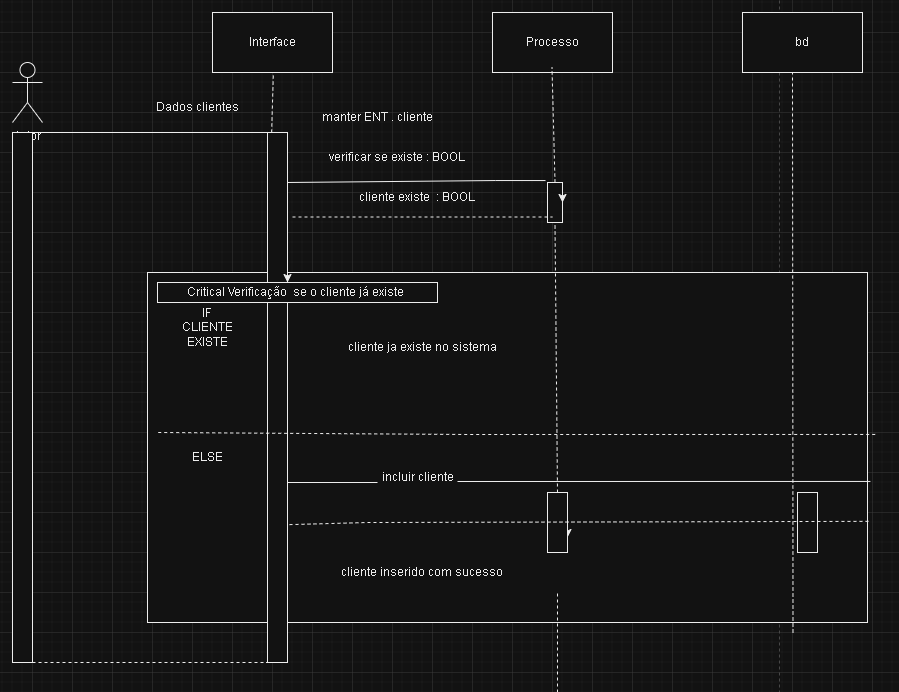 Interface
Processo
bd
Dados clientes
manter ENT . cliente
verificar se existe : BOOL
cliente existe : BOOL
Critical Verificação se o cliente já existe
IF
CLIENTE
EXISTE
cliente ja existe no sistema
ELSE
incluir cliente
cliente inserido com sucesso